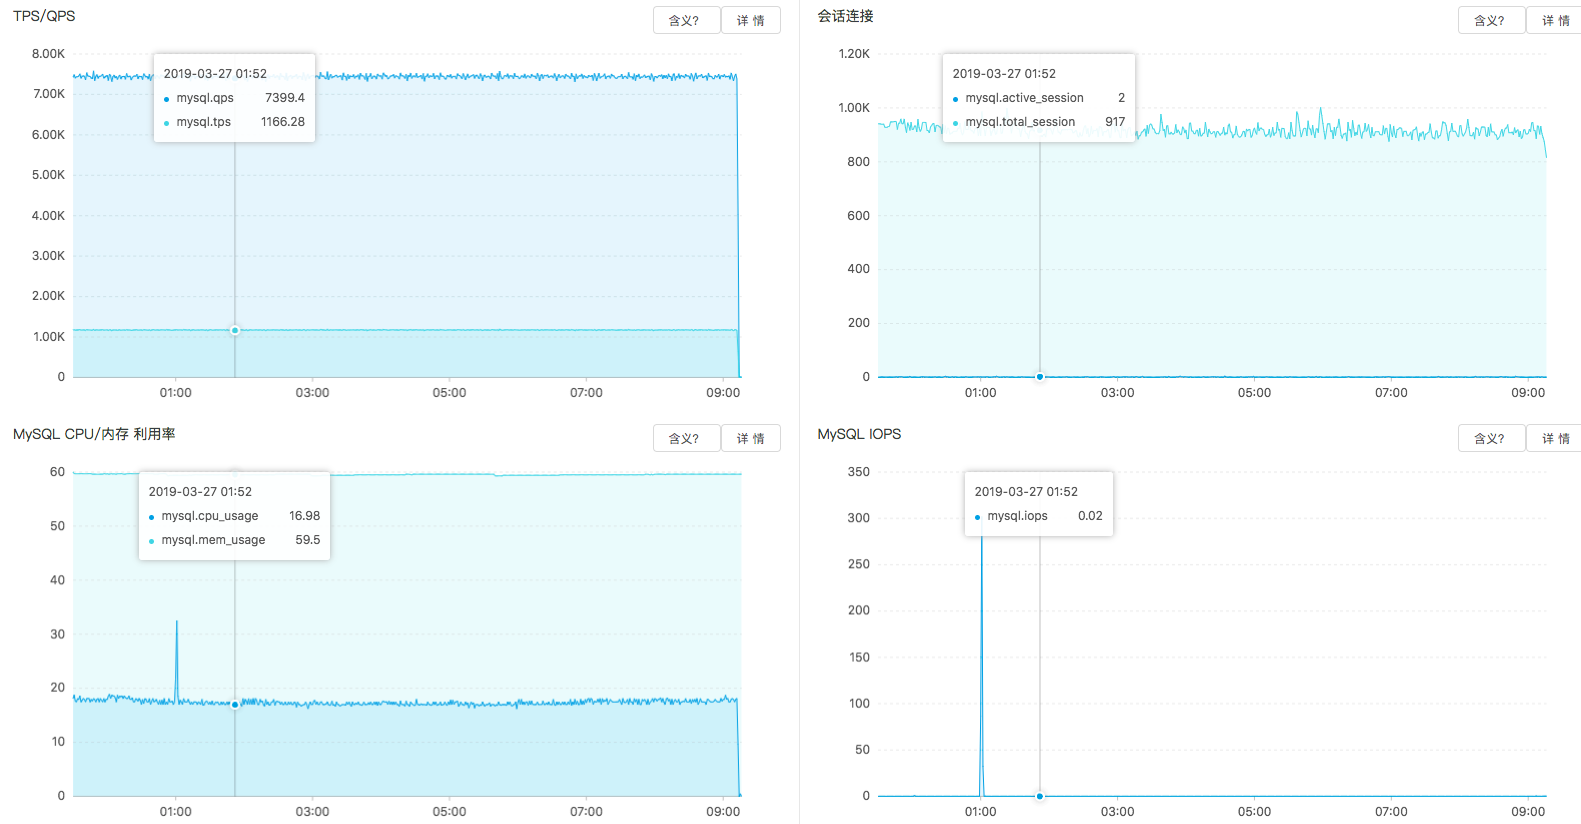 TPS/QPS
含义?
详 情
8.00K
7.00K
6.00K
5.00K
4.00K
3.00K
2.00K
1.00K
0
2019-03-27 01:52
mysql.qps 7399.4
mysql.tps 1166.28
01:00 03:00 05:00 07:00 09:00
会话连接
含义?
详 情
1.20K
1.00K
800
600
400
200
0
2019-03-27 01:52
mysql.active_session 2
mysql.total_session 917
01:00 03:00 05:00 07:00 09:00
MySQL CPU/内存 利用率
含义?
详 情
60
50
40
30
20
10
0
2019-03-27 01:52
mysql.cpu_usage 16.98
mysql.mem_usage 59.5
01:00 03:00 05:00 07:00 09:00
MySQL IOPS
含义?
详 情
350
300
250
200
150
100
50
0
2019-03-27 01:52
mysql.iops 0.02
01:00 03:00 05:00 07:00 09:00